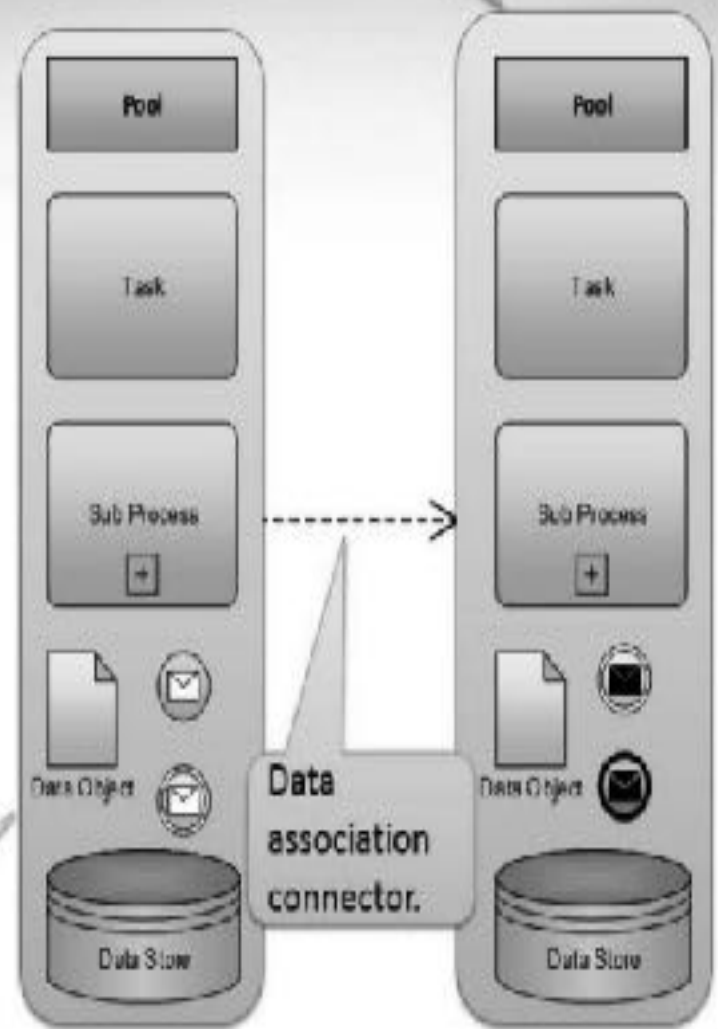 Pool
Task
Sub Process
Data Object
Data Store
Data
association
connector.
Pool
Task
Sub Process
Data Object
Data Store